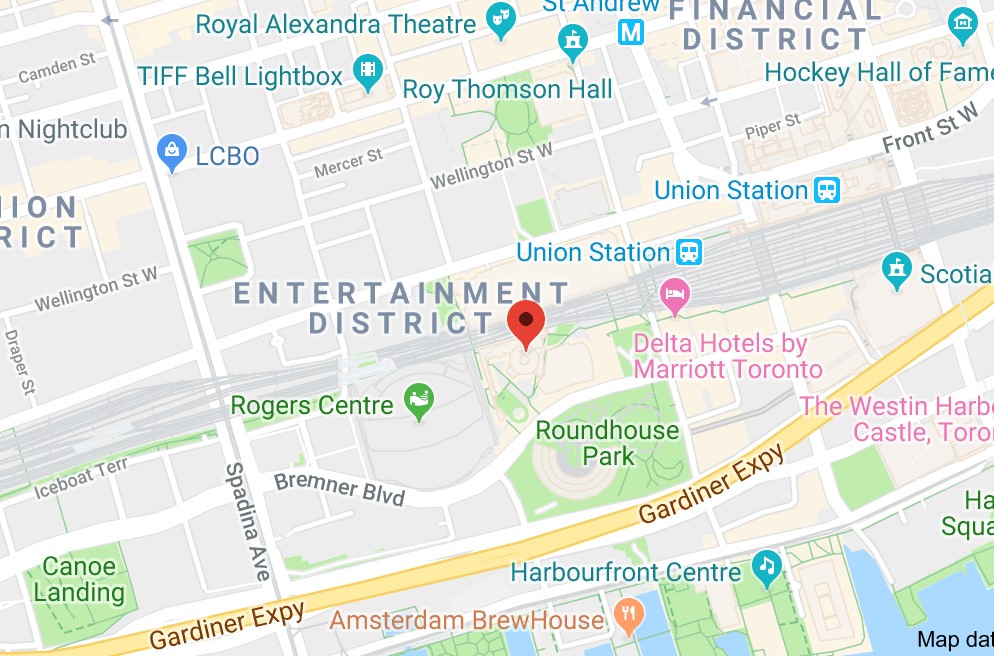 St Andrew
FINANCIAL
DISTRICT
Royal Alexandra Theatre
Camden St
TIFF Bell Lightbox
Roy Thomson Hall
Hockey Hall of Fame
n Nightclub
LCBO
Mercer St
Wellington St W
Piper St
Front St W
Union Station
ION
RICT
Union Station
Wellington St W
ENTERTAINMENT
DISTRICT
Scotia
Draper St
Delta Hotels by
Marriott Toronto
Rogers Centre
The Westin Harb
Castle, Toro
Roundhouse
Park
Iceboat Terr
Bremner Blvd
Gardiner Expy
Spadina Ave
Ha
Squa
Canoe
Landing
Harbourfront Centre
Gardiner Expy
Amsterdam BrewHouse
Map dat